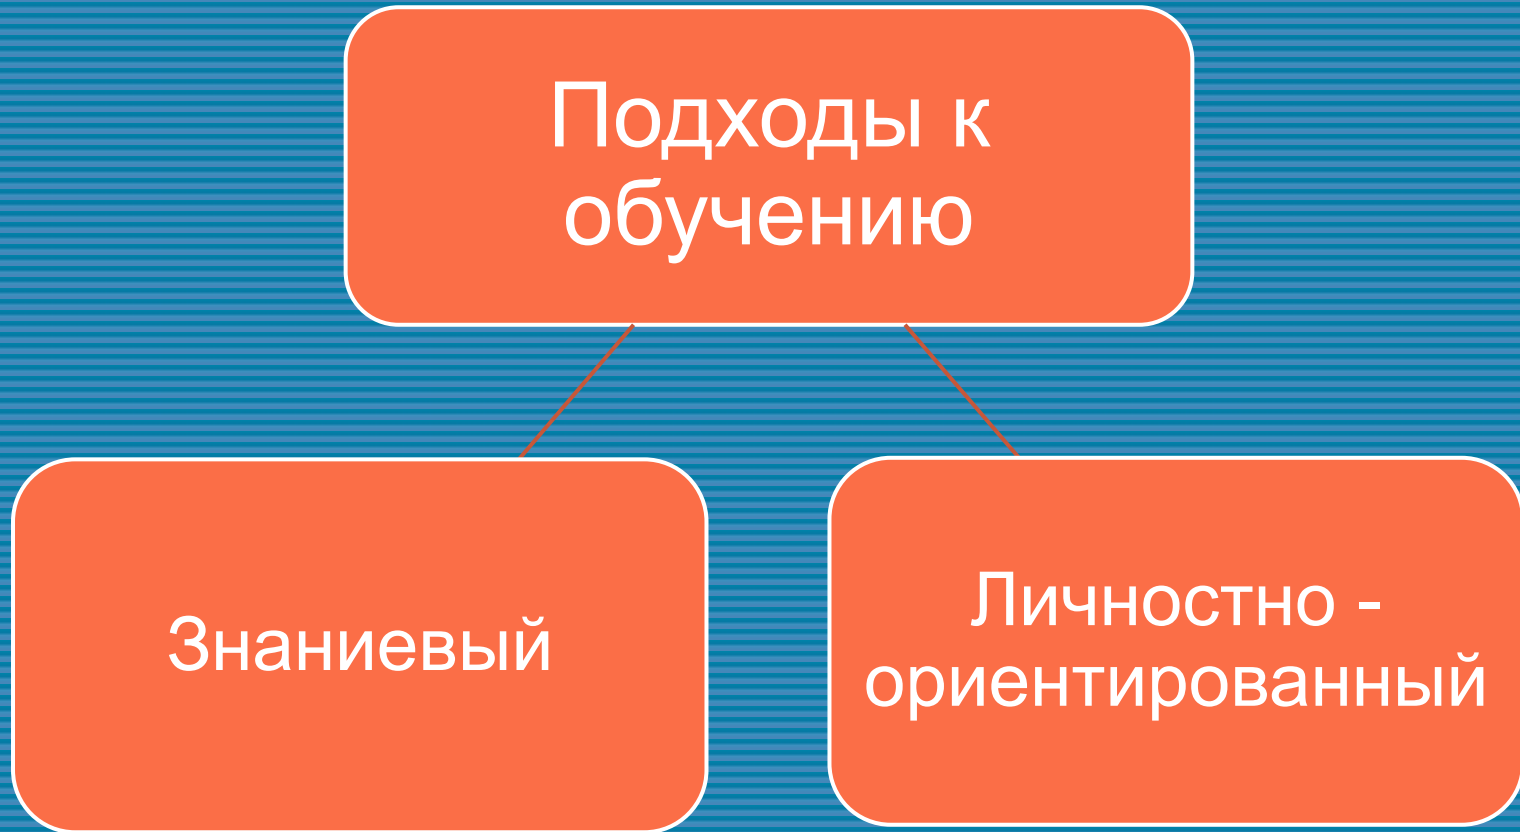 Подходы к
обучению
Знаниевый
Личностно -
ориентированный